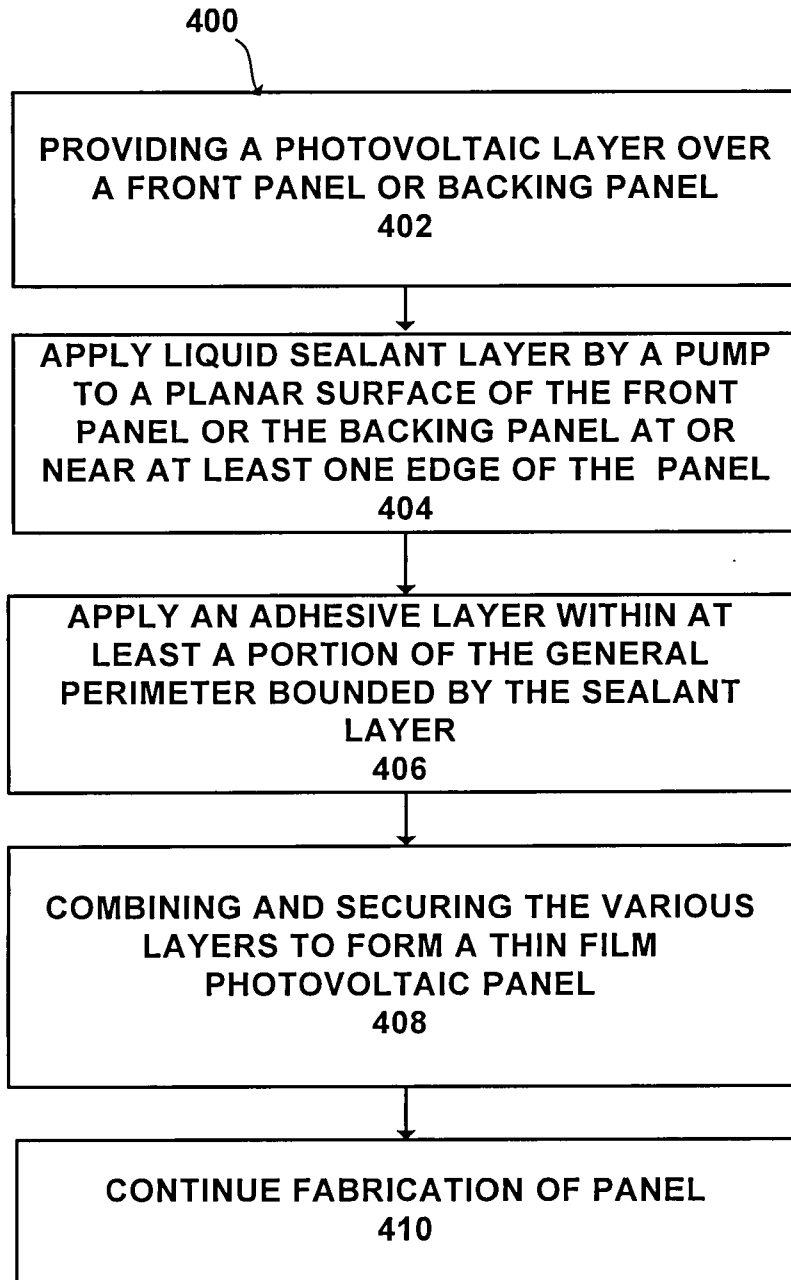 400
PROVIDING A PHOTOVOLTAIC LAYER OVER
A FRONT PANEL OR BACKING PANEL
402
APPLY LIQUID SEALANT LAYER BY A PUMP
TO A PLANAR SURFACE OF THE FRONT
PANEL OR THE BACKING PANEL AT OR
NEAR AT LEAST ONE EDGE OF THE PANEL
404
APPLY AN ADHESIVE LAYER WITHIN AT
LEAST A PORTION OF THE GENERAL
PERIMETER BOUNDED BY THE SEALANT
LAYER
406
COMBINING AND SECURING THE VARIOUS
LAYERS TO FORM A THIN FILM
PHOTOVOLTAIC PANEL
408
CONTINUE FABRICATION OF PANEL
410